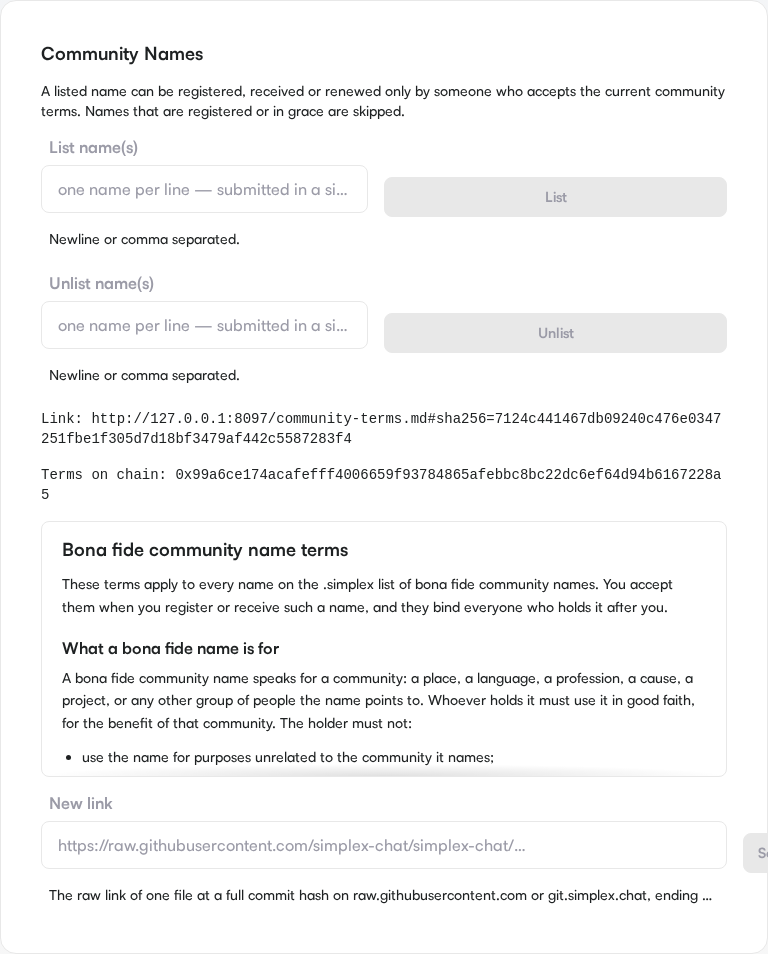 Community Names
A listed name can be registered, received or renewed only by someone who accepts the current community
terms. Names that are registered or in grace are skipped.
List name(s)
one name per line — submitted in a si...
List
Newline or comma separated.
Unlist name(s)
one name per line — submitted in a si...
Unlist
Newline or comma separated.
Link: http://127.0.0.1:8097/community-terms.md#sha256=7124c441467db09240c476e0347
251fbe1f305d7d18bf3479af442c5587283f4
Terms on chain: 0x99a6ce174acafefff4006659f93784865afebbc8bc22dc6ef64d94b6167228a
5
Bona fide community name terms
These terms apply to every name on the .simplex list of bona fide community names. You accept
them when you register or receive such a name, and they bind everyone who holds it after you.
What a bona fide name is for
A bona fide community name speaks for a community: a place, a language, a profession, a cause, a
project, or any other group of people the name points to. Whoever holds it must use it in good faith,
for the benefit of that community. The holder must not:
• use the name for purposes unrelated to the community it names;
New link
https://raw.githubusercontent.com/simplex-chat/simplex-chat/...
The raw link of one file at a full commit hash on raw.githubusercontent.com or git.simplex.chat, ending ...